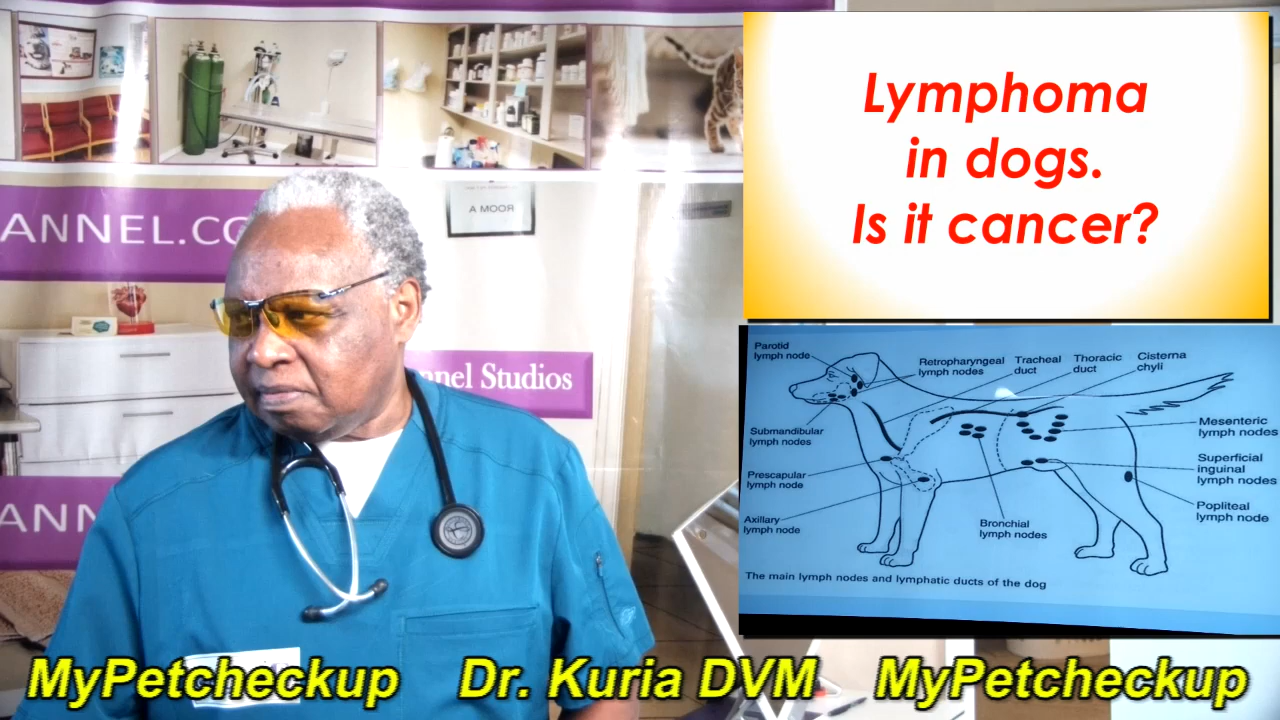 ANNEL.CO
ROOM A
annel Studios
ANN
Lymphoma
in dogs.
Is it cancer?
Parotid
lymph node
Retropharyngeal
lymph nodes
Tracheal
duct
Thoracic
duct
Cisterna
chyli
Submandibular
lymph nodes
Mesenteric
lymph nodes
Prescapular
lymph node
Superficial
inguinal
lymph nodes
Axillary
lymph node
Bronchial
lymph nodes
Popliteal
lymph node
The main lymph nodes and lymphatic ducts of the dog
MyPetcheckup Dr. Kuria DVM MyPetcheckup